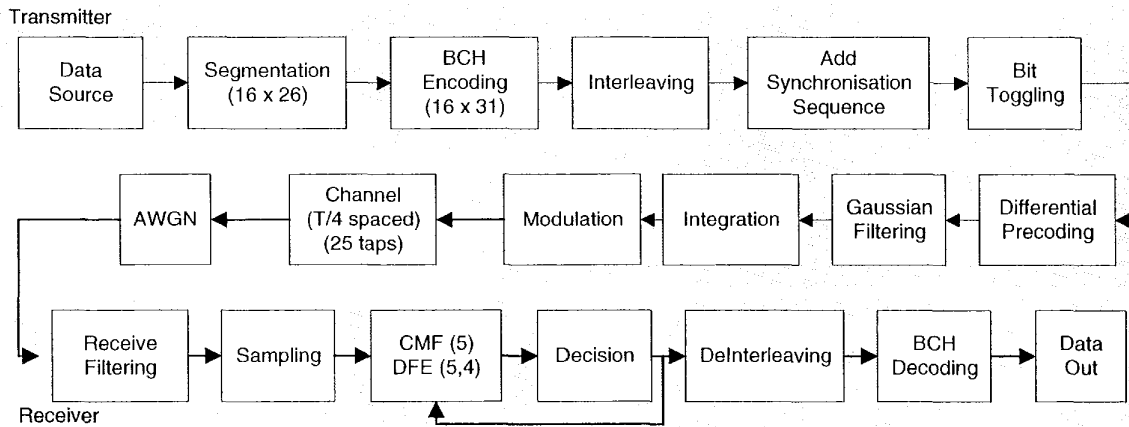 Transmitter
Data
Source
Segmentation
(16 x 26)
BCH
Encoding
(16 x 31)
Interleaving
Add
Synchronisation
Sequence
Bit
Toggling
AWGN
Channel
(T/4 spaced)
(25 taps)
Modulation
Integration
Gaussian
Filtering
Differential
Precoding
Receive
Filtering
Sampling
CMF (5)
DFE (5,4)
Decision
DeInterleaving
BCH
Decoding
Data
Out
Receiver